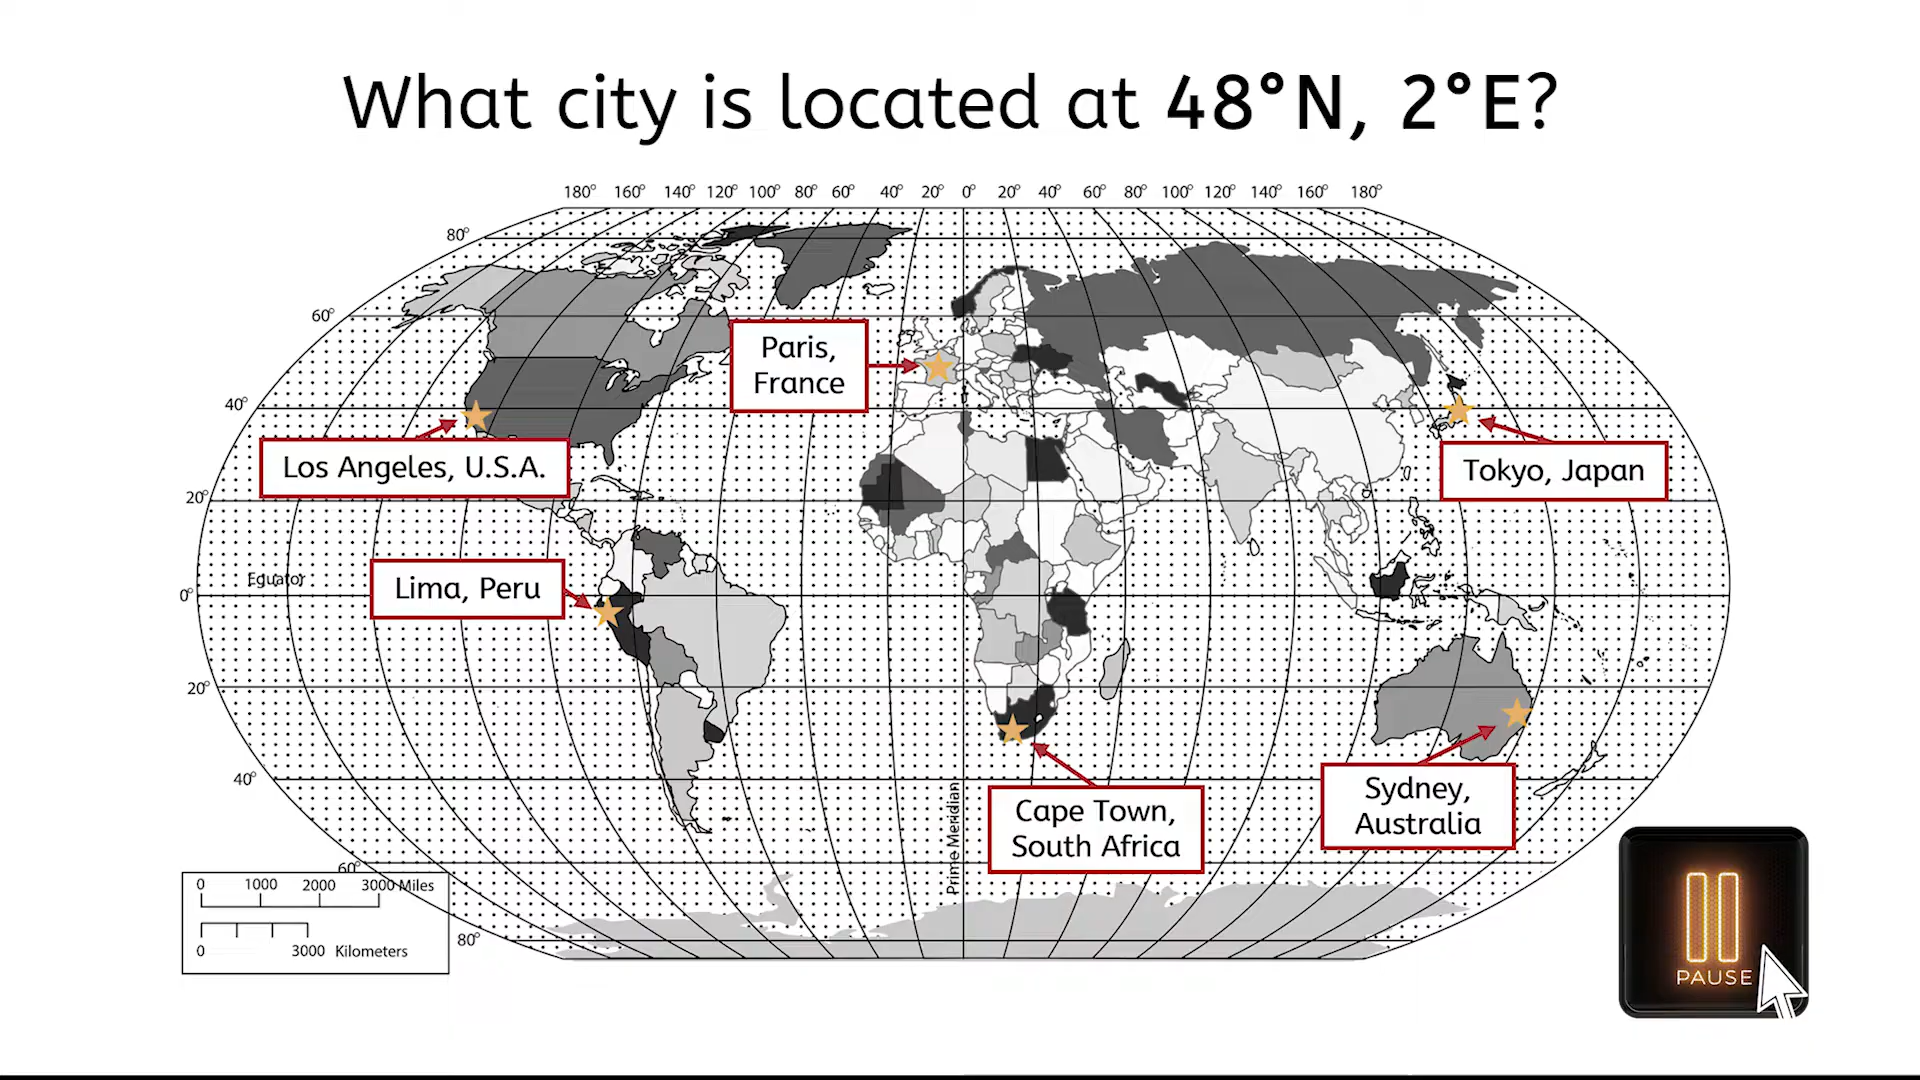 What city is located at 48°N, 2°E?
180° 160° 140° 120° 100° 80° 60° 40° 20° 0° 20° 40° 60° 80° 100° 120° 140° 160° 180°
80°
60°
Paris,
France
40°
Los Angeles, U.S.A.
Tokyo, Japan
20°
Equator
Lima, Peru
0°
20°
40°
Prime Meridian
Cape Town,
South Africa
Sydney,
Australia
60°
0 1000 2000 3000 Miles
0 3000 Kilometers
80°
PAUSE